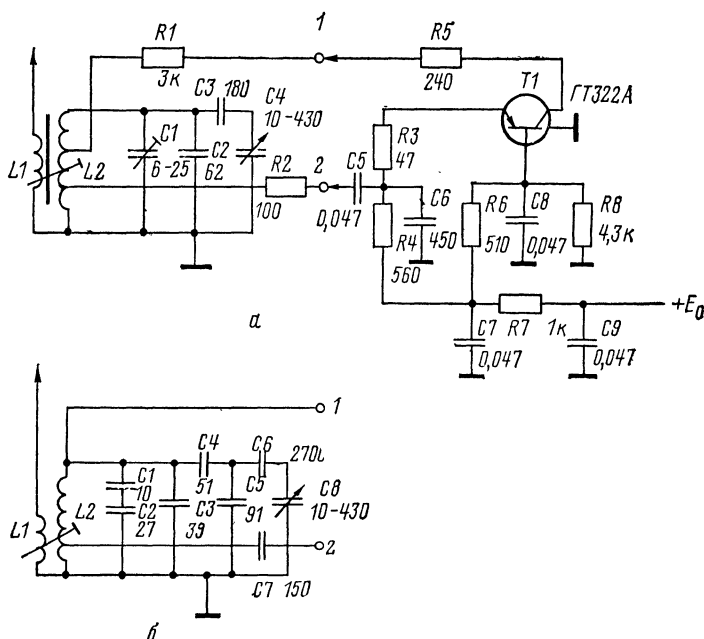 1
R1
3к
R5
240
T1
ГТ322А
C3 180
C4
10-430
C1
6-25
C2
62
L1
L2
R2
100
2
C5
0,047
R3
47
C6
450
R4
560
R6
510
C8
0,047
R8
4,3к
+E₀
C7
0,047
R7
1к
C9
0,047
а
1
C4
51
C6
2700
C1
10
C2
27
C3
39
C5
91
C8
10-430
L1
L2
2
C7 150
б